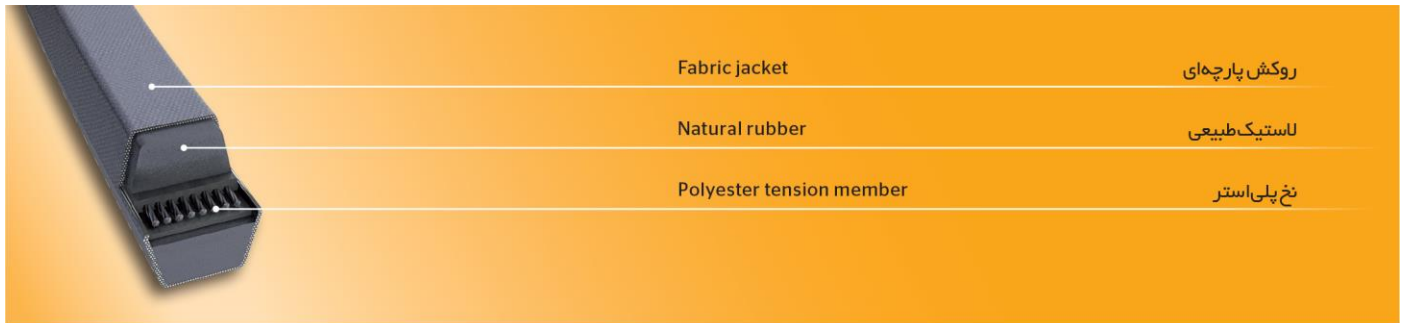 Fabric jacket روکش پارچه‌ای
Natural rubber لاستیک طبیعی
Polyester tension member نخ پلی‌استر